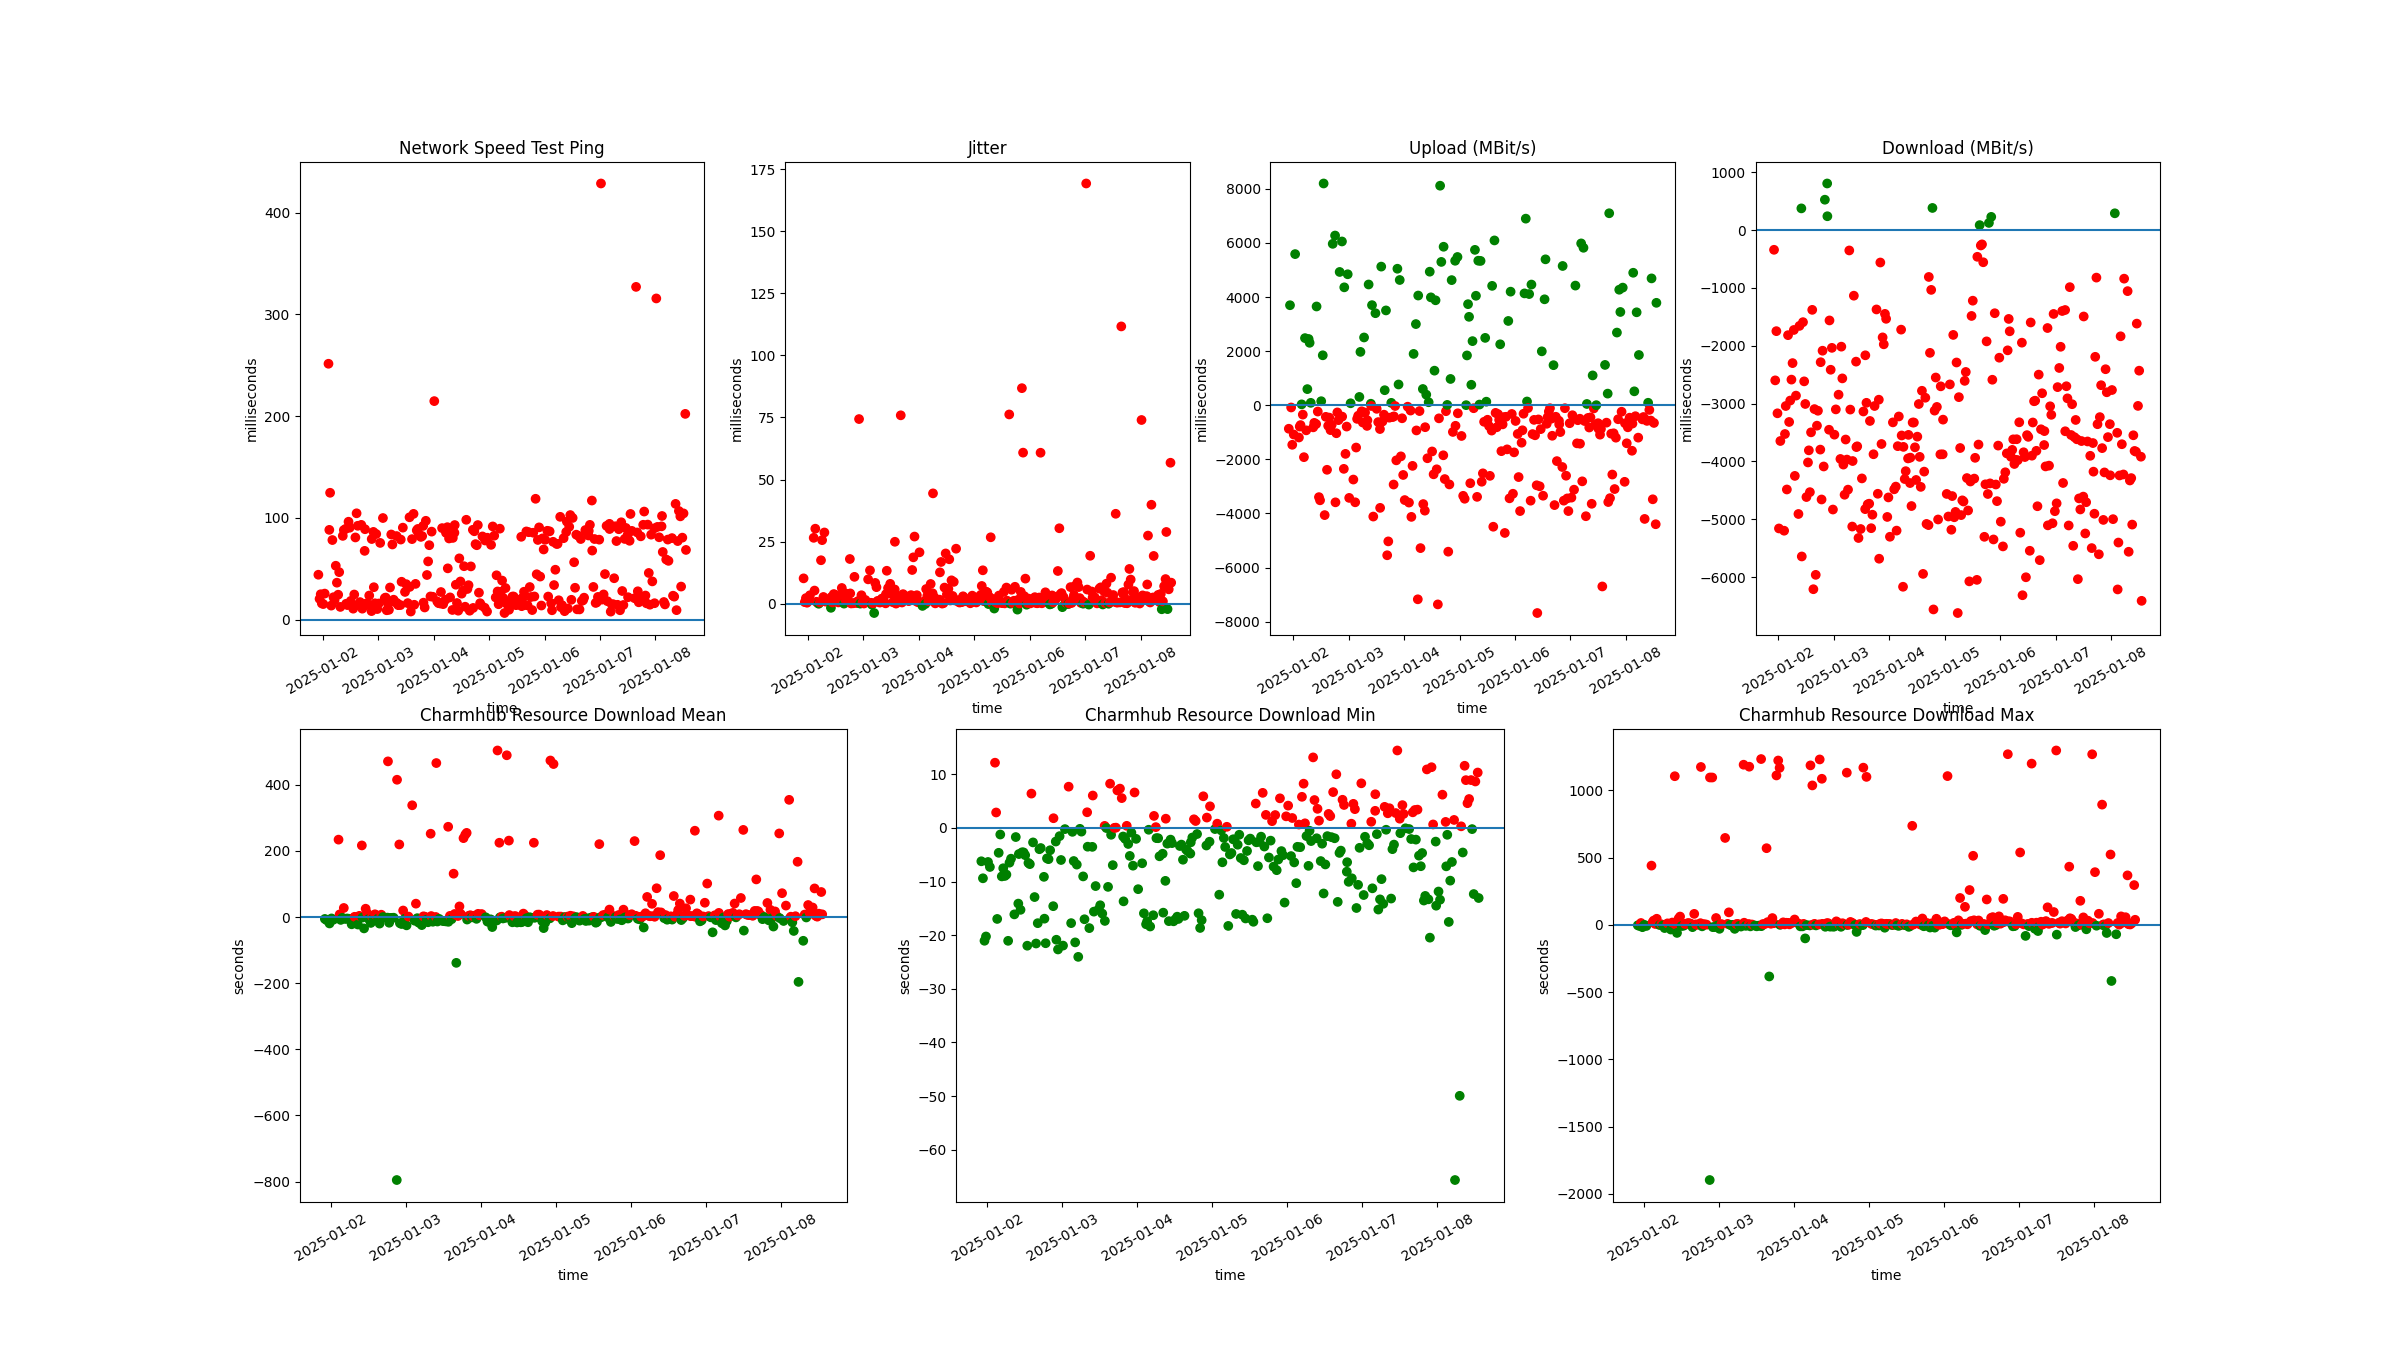 Network Speed Test Ping
milliseconds
400
300
200
100
0
2025-01-02 2025-01-03 2025-01-04 2025-01-05 2025-01-06 2025-01-07 2025-01-08
time
Jitter
milliseconds
175
150
125
100
75
50
25
0
2025-01-02 2025-01-03 2025-01-04 2025-01-05 2025-01-06 2025-01-07 2025-01-08
time
Upload (MBit/s)
milliseconds
8000
6000
4000
2000
0
−2000
−4000
−6000
−8000
2025-01-02 2025-01-03 2025-01-04 2025-01-05 2025-01-06 2025-01-07 2025-01-08
time
Download (MBit/s)
milliseconds
1000
0
−1000
−2000
−3000
−4000
−5000
−6000
2025-01-02 2025-01-03 2025-01-04 2025-01-05 2025-01-06 2025-01-07 2025-01-08
time
Charmhub Resource Download Mean
seconds
400
200
0
−200
−400
−600
−800
2025-01-02 2025-01-03 2025-01-04 2025-01-05 2025-01-06 2025-01-07 2025-01-08
time
Charmhub Resource Download Min
seconds
10
0
−10
−20
−30
−40
−50
−60
2025-01-02 2025-01-03 2025-01-04 2025-01-05 2025-01-06 2025-01-07 2025-01-08
time
Charmhub Resource Download Max
seconds
1000
500
0
−500
−1000
−1500
−2000
2025-01-02 2025-01-03 2025-01-04 2025-01-05 2025-01-06 2025-01-07 2025-01-08
time